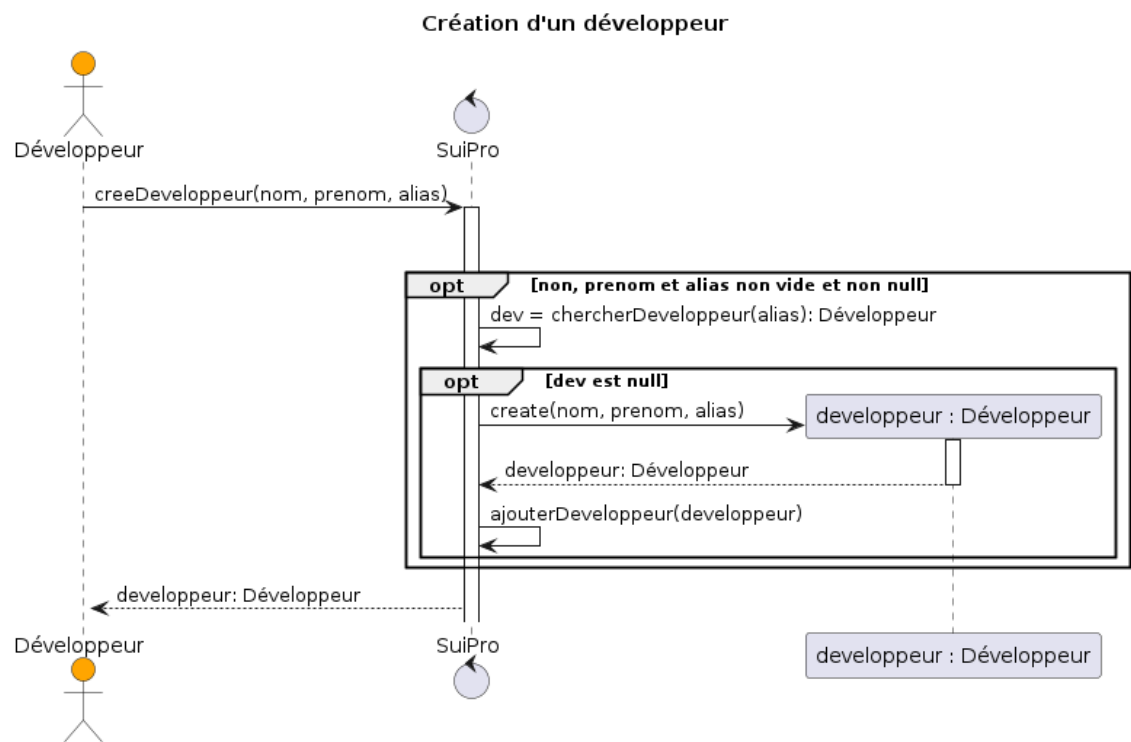 Création d'un développeur
Développeur
SuiPro
creeDeveloppeur(nom, prenom, alias)
opt [non, prenom et alias non vide et non null]
dev = chercherDeveloppeur(alias): Développeur
opt [dev est null]
create(nom, prenom, alias)
developpeur : Développeur
developpeur: Développeur
ajouterDeveloppeur(developpeur)
developpeur: Développeur
Développeur
SuiPro
developpeur : Développeur